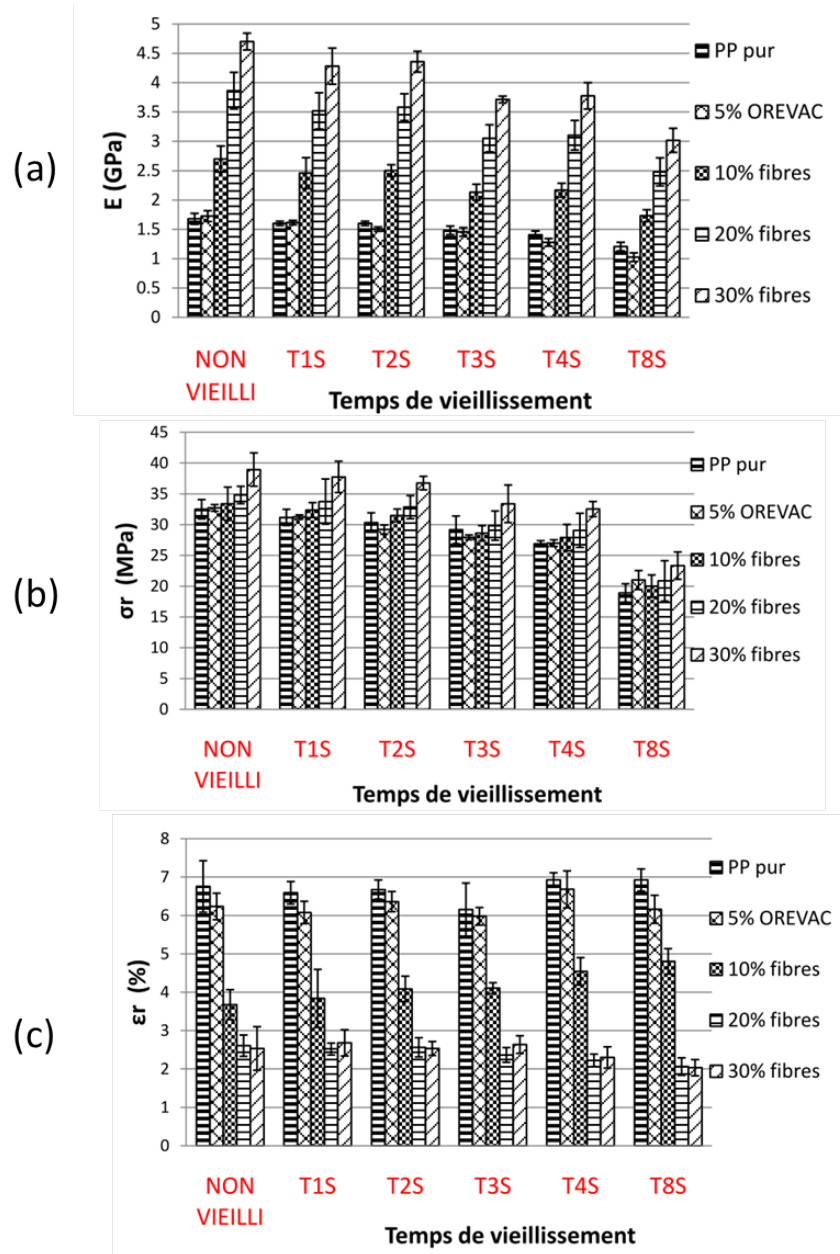 (a)
E (GPa)
5
4.5
4
3.5
3
2.5
2
1.5
1
0.5
0
PP pur
5% OREVAC
10% fibres
20% fibres
30% fibres
NON VIEILLI
T1S
T2S
T3S
T4S
T8S
Temps de vieillissement
(b)
σr (MPa)
45
40
35
30
25
20
15
10
5
0
PP pur
5% OREVAC
10% fibres
20% fibres
30% fibres
NON VIEILLI
T1S
T2S
T3S
T4S
T8S
Temps de vieillissement
(c)
εr (%)
8
7
6
5
4
3
2
1
0
PP pur
5% OREVAC
10% fibres
20% fibres
30% fibres
NON VIEILLI
T1S
T2S
T3S
T4S
T8S
Temps de vieillissement